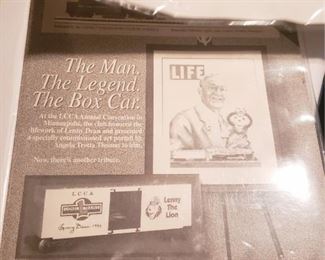 The Man.
The Legend.
The Box Car.
At the LCCA Annual Convention in
Minneapolis, the club honored the
lifework of Lenny Dean and presented
a specially commissioned art portrait by
Angela Trotta Thomas to him.
Now, there's another tribute.
LIFE
LCCA
Lenny
The
Lion